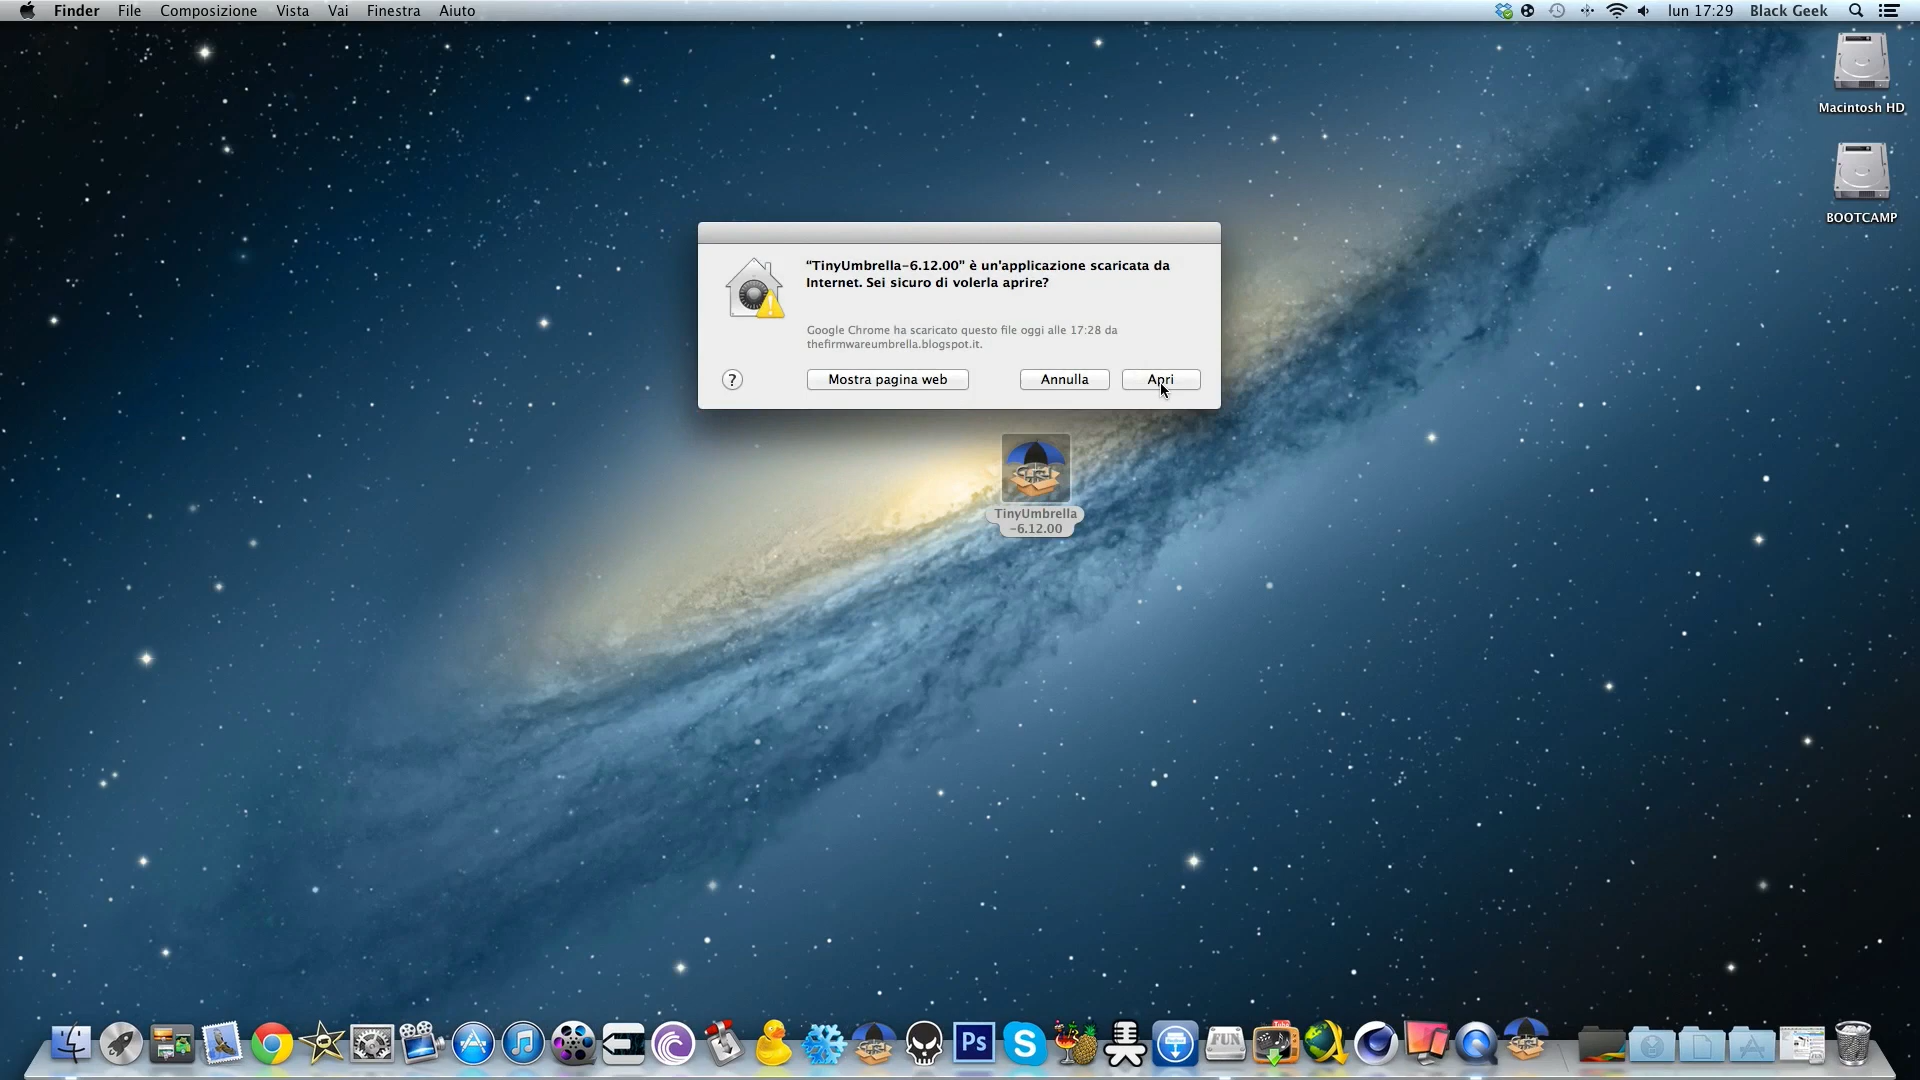 Finder File Composizione Vista Vai Finestra Aiuto
lun 17:29 Black Geek
Macintosh HD
BOOTCAMP
"TinyUmbrella-6.12.00" è un'applicazione scaricata da
Internet. Sei sicuro di volerla aprire?
Google Chrome ha scaricato questo file oggi alle 17:28 da
thefirmwareumbrella.blogspot.it.
? Mostra pagina web Annulla Apri
TinyUmbrella
-6.12.00
Ps
FUN